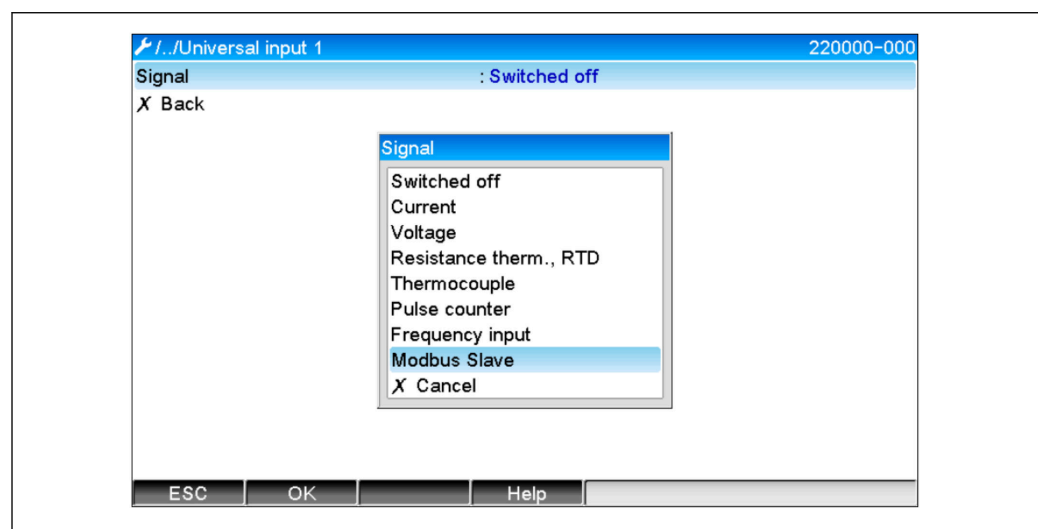 /../Universal input 1 220000-000
Signal : Switched off
X Back
Signal
Switched off
Current
Voltage
Resistance therm., RTD
Thermocouple
Pulse counter
Frequency input
Modbus Slave
X Cancel
ESC OK Help